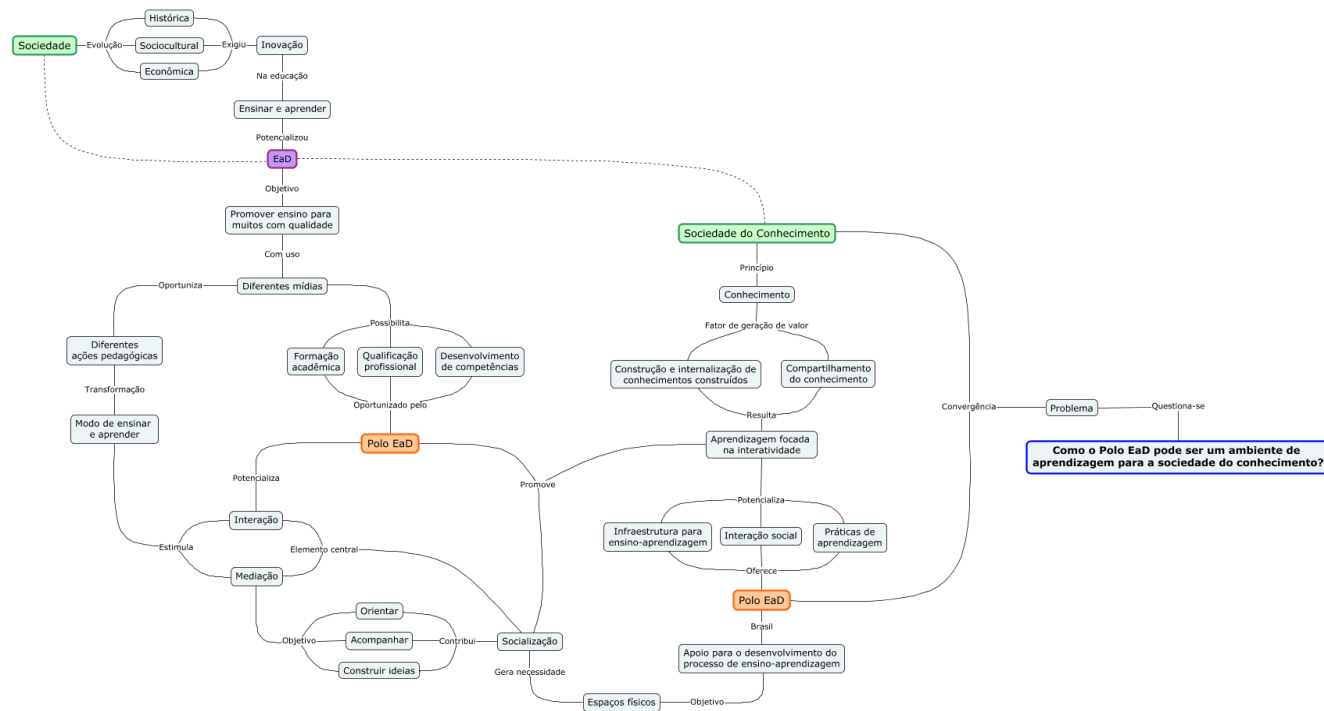 Histórica
Sociedade
Evolução
Sociocultural
Exigiu
Inovação
Econômica
Na educação
Ensinar e aprender
Potencializou
EaD
Objetivo
Promover ensino para
muitos com qualidade
Com uso
Diferentes mídias
Oportuniza
Diferentes
ações pedagógicas
Transformação
Modo de ensinar
e aprender
Possibilita
Formação
acadêmica
Qualificação
profissional
Desenvolvimento
de competências
Oportunizado pelo
Polo EaD
Potencializa
Interação
Estimula
Elemento central
Mediação
Objetivo
Orientar
Acompanhar
Construir ideias
Contribui
Socialização
Promove
Gera necessidade
Espaços físicos
Objetivo
Sociedade do Conhecimento
Princípio
Conhecimento
Fator de geração de valor
Construção e internalização de
conhecimentos construídos
Compartilhamento
do conhecimento
Resulta
Aprendizagem focada
na interatividade
Potencializa
Infraestrutura para
ensino-aprendizagem
Interação social
Práticas de
aprendizagem
Oferece
Polo EaD
Brasil
Apoio para o desenvolvimento do
processo de ensino-aprendizagem
Convergência
Problema
Questiona-se
Como o Polo EaD pode ser um ambiente de
aprendizagem para a sociedade do conhecimento?